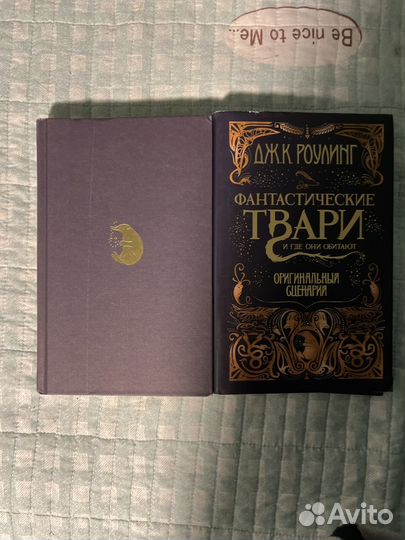 Be nice to Me...
ДЖ.К. РОУЛИНГ
ФАНТАСТИЧЕСКИЕ
ТВАРИ
И ГДЕ ОНИ ОБИТАЮТ
ОРИГИНАЛЬНЫЙ
СЦЕНАРИЙ
Avito